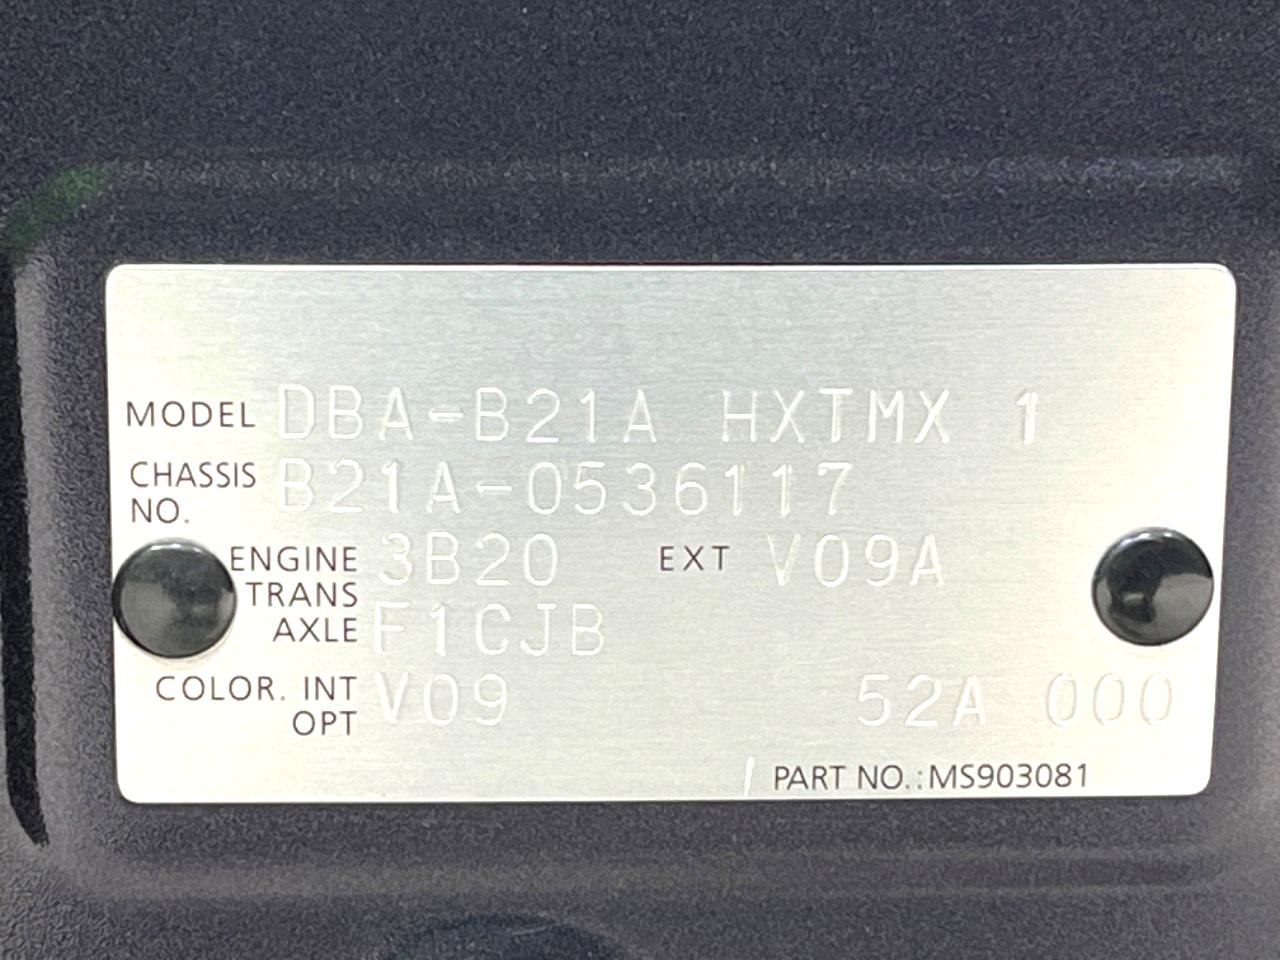 MODEL DBA-B21A HXTMX 1
CHASSIS NO. B21A-0536117
ENGINE 3B20 EXT V09A
TRANS AXLE F1CJB
COLOR. INT OPT V09 52A 000
PART NO.:MS903081